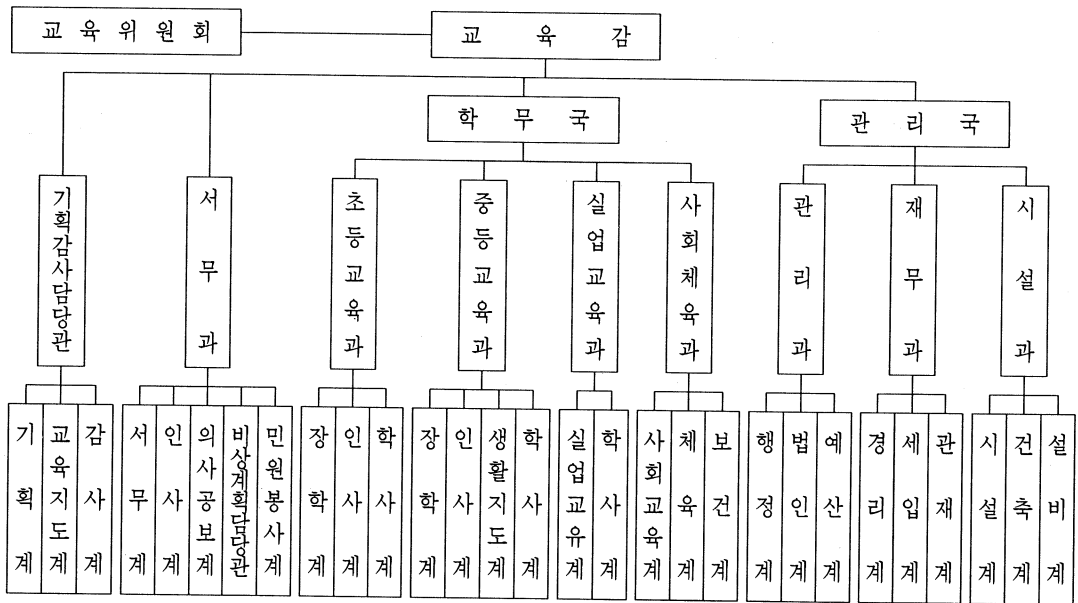 교육위원회
교육감
학무국
관리국
기획감사담당관
서무과
초등교육과
중등교육과
실업교육과
사회체육과
관리과
재무과
시설과
기획계
교육지도계
감사계
서무계
인사계
의사공보계
비상계획담당관
민원봉사계
장학계
인사계
학사계
장학계
인사계
생활지도계
학사계
실업교유계
학사계
사회교육계
체육계
보건계
행정계
법인계
예산계
경리계
세입계
관재계
시설계
건축계
설비계